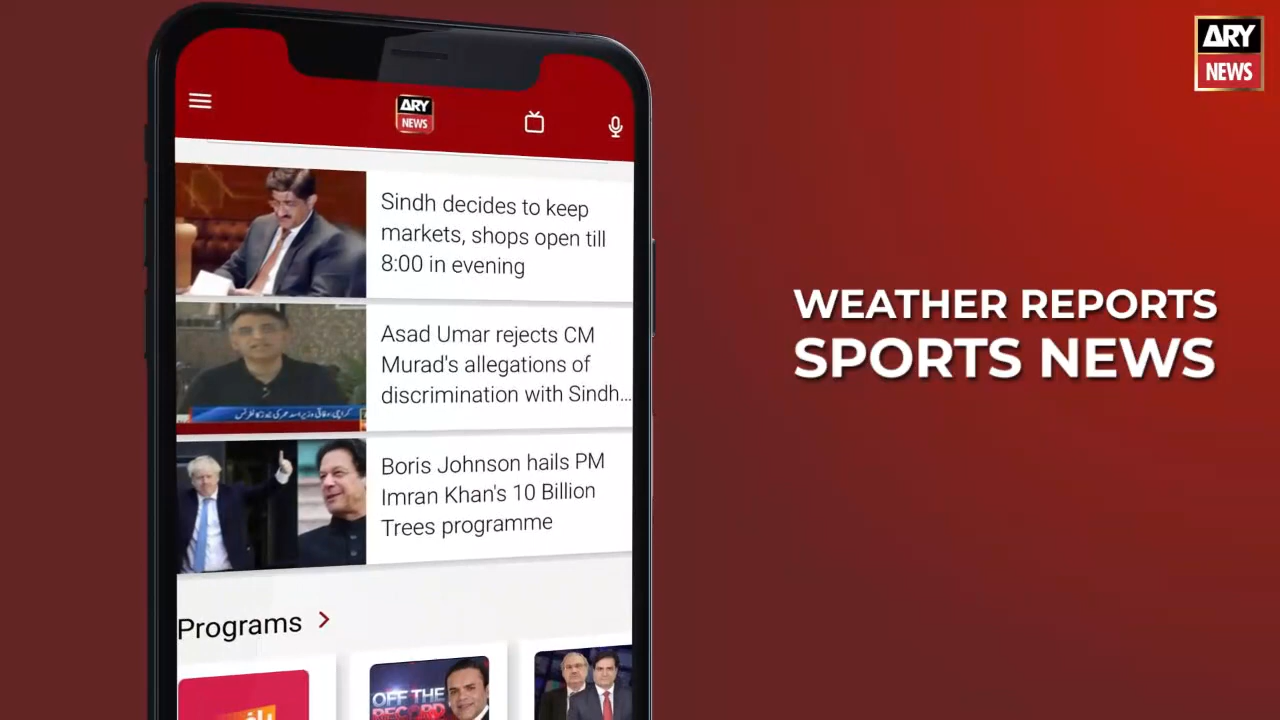 ARY
NEWS
ARY
NEWS
Sindh decides to keep
markets, shops open till
8:00 in evening
Asad Umar rejects CM
Murad's allegations of
discrimination with Sindh...
Boris Johnson hails PM
Imran Khan's 10 Billion
Trees programme
Programs
OFF THE
RECORD
WEATHER REPORTS
SPORTS NEWS